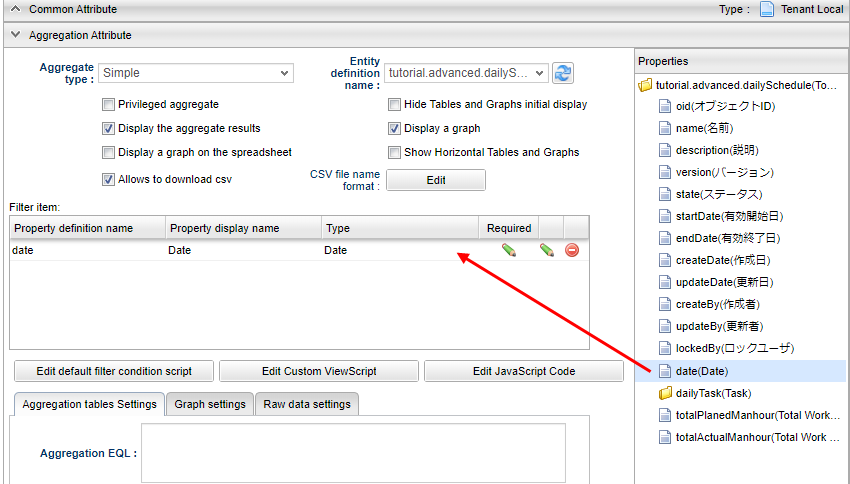 Common Attribute
Type : Tenant Local
Aggregation Attribute
Aggregate type : Simple
Entity definition name : tutorial.advanced.dailyS...
Privileged aggregate
Hide Tables and Graphs initial display
Display the aggregate results
Display a graph
Display a graph on the spreadsheet
Show Horizontal Tables and Graphs
Allows to download csv
CSV file name format : Edit
Filter item:
Property definition name Property display name Type Required
date Date Date
Edit default filter condition script Edit Custom ViewScript Edit JavaScript Code
Aggregation tables Settings Graph settings Raw data settings
Aggregation EQL :
Properties
tutorial.advanced.dailySchedule(To...
oid(オブジェクトID)
name(名前)
description(説明)
version(バージョン)
state(ステータス)
startDate(有効開始日)
endDate(有効終了日)
createDate(作成日)
updateDate(更新日)
createBy(作成者)
updateBy(更新者)
lockedBy(ロックユーザ)
date(Date)
dailyTask(Task)
totalPlanedManhour(Total Work ...
totalActualManhour(Total Work ...